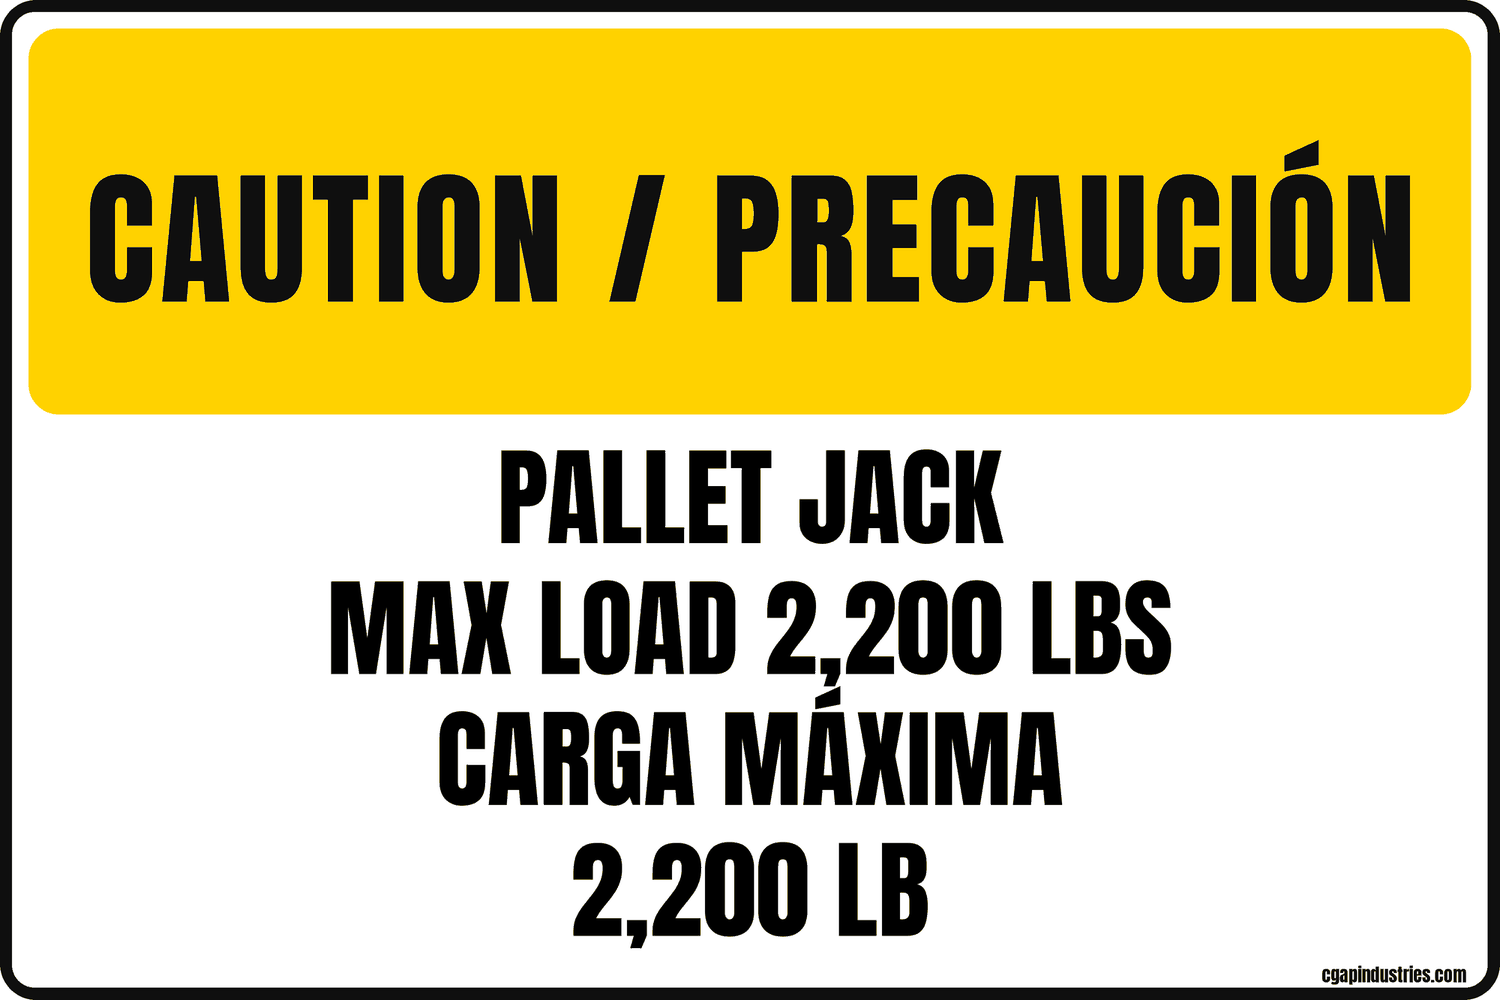 CAUTION / PRECAUCIÓN
PALLET JACK
MAX LOAD 2,200 LBS
CARGA MÁXIMA
2,200 LB
cgapindustries.com